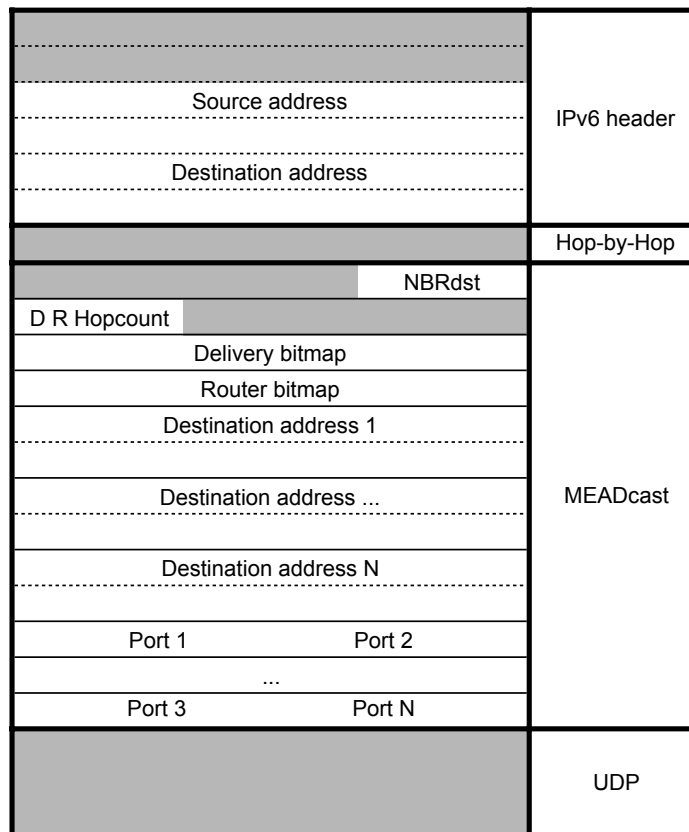 Source address
Destination address
IPv6 header
Hop-by-Hop
NBRdst
D R Hopcount
Delivery bitmap
Router bitmap
Destination address 1
Destination address ...
Destination address N
Port 1 Port 2
...
Port 3 Port N
MEADcast
UDP